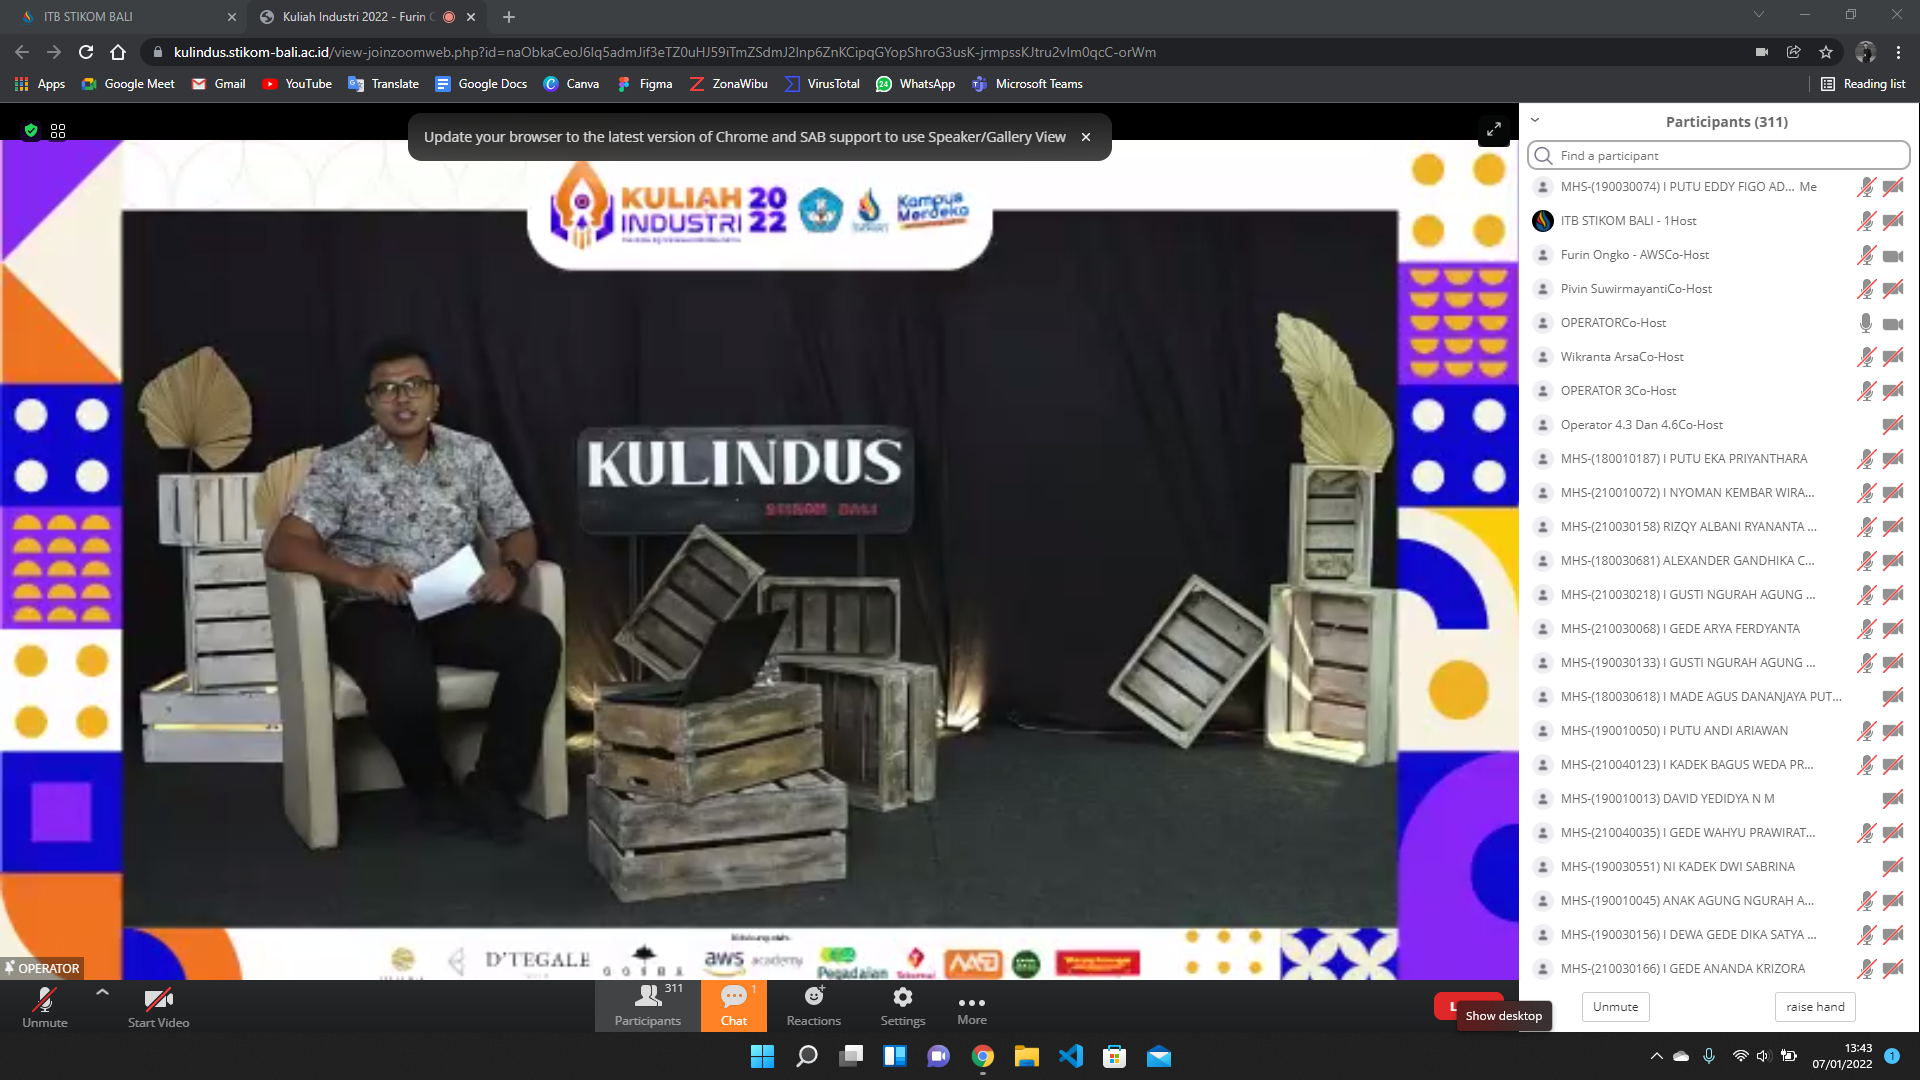 ITB STIKOM BALI
Kuliah Industri 2022 - Furin
kulindus.stikom-bali.ac.id/view-joinzoomweb.php?id=naObkaCeoJ6lq5admJif3eTZ0uHJ59iTmZSdmJ2Inp6ZnKCipqGYopShroG3usK-jrmpssKJtru2vIm0qcC-orWm
Apps
Google Meet
Gmail
YouTube
Translate
Google Docs
Canva
Figma
ZonaWibu
VirusTotal
WhatsApp
Microsoft Teams
Reading list
Update your browser to the latest version of Chrome and SAB support to use Speaker/Gallery View
KULIAH
INDUSTRI
20
22
Kampus
Merdeka
KULINDUS
STIKOM BALI
D'TEGALE
aws academy
Pegadaian
OPERATOR
Participants (311)
Find a participant
MHS-(190030074) I PUTU EDDY FIGO AD... Me
ITB STIKOM BALI - 1Host
Furin Ongko - AWSCo-Host
Pivin SuwirmayantiCo-Host
OPERATORCo-Host
Wikranta ArsaCo-Host
OPERATOR 3Co-Host
Operator 4.3 Dan 4.6Co-Host
MHS-(180010187) I PUTU EKA PRIYANTHARA
MHS-(210010072) I NYOMAN KEMBAR WIRA...
MHS-(210030158) RIZQY ALBANI RYANANTA ...
MHS-(180030681) ALEXANDER GANDHIKA C...
MHS-(210030218) I GUSTI NGURAH AGUNG ...
MHS-(210030068) I GEDE ARYA FERDYANTA
MHS-(190030133) I GUSTI NGURAH AGUNG ...
MHS-(180030618) I MADE AGUS DANANJAYA PUT...
MHS-(190010050) I PUTU ANDI ARIAWAN
MHS-(210040123) I KADEK BAGUS WEDA PR...
MHS-(190010013) DAVID YEDIDYA N M
MHS-(210040035) I GEDE WAHYU PRAWIRAT...
MHS-(190030551) NI KADEK DWI SABRINA
MHS-(190010045) ANAK AGUNG NGURAH A...
MHS-(190030156) I DEWA GEDE DIKA SATYA ...
MHS-(210030166) I GEDE ANANDA KRIZORA
Unmute
raise hand
Unmute
Start Video
311
Participants
1
Chat
Reactions
Settings
More
Show desktop
13:43
07/01/2022
1